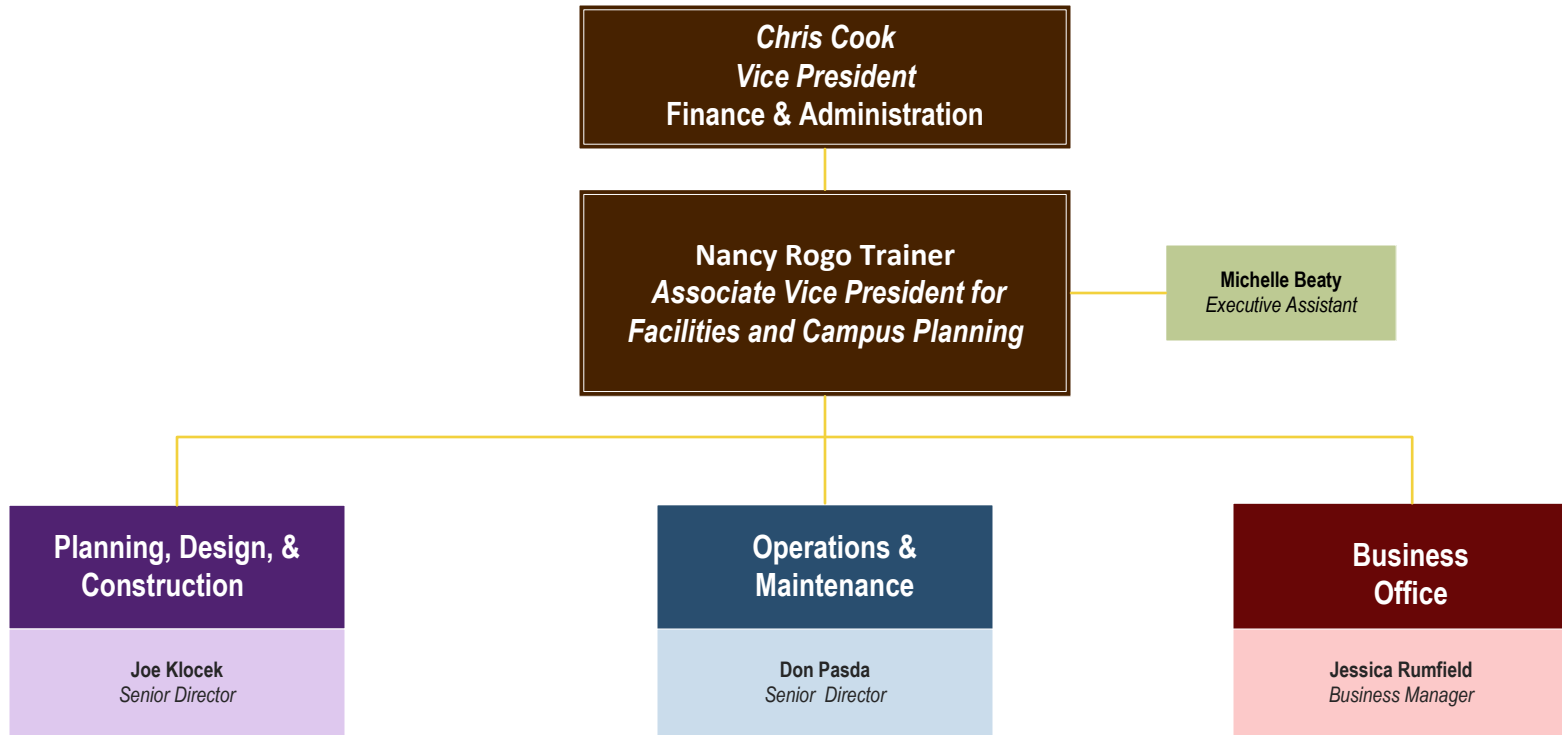 Chris Cook
Vice President
Finance & Administration
Nancy Rogo Trainer
Associate Vice President for
Facilities and Campus Planning
Michelle Beaty
Executive Assistant
Planning, Design, &
Construction
Joe Klocek
Senior Director
Operations &
Maintenance
Don Pasda
Senior Director
Business
Office
Jessica Rumfield
Business Manager